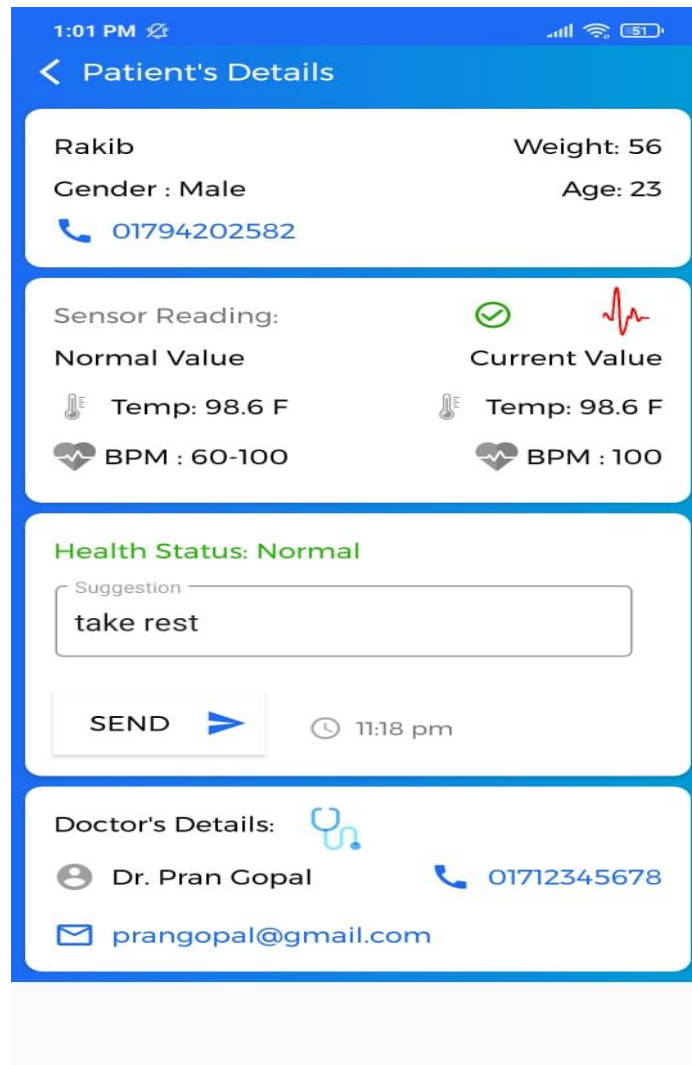 1:01 PM 51
Patient's Details
Rakib Weight: 56
Gender : Male Age: 23
01794202582
Sensor Reading:
Normal Value Current Value
Temp: 98.6 F Temp: 98.6 F
BPM : 60-100 BPM : 100
Health Status: Normal
Suggestion
take rest
SEND 11:18 pm
Doctor's Details:
Dr. Pran Gopal 01712345678
prangopal@gmail.com